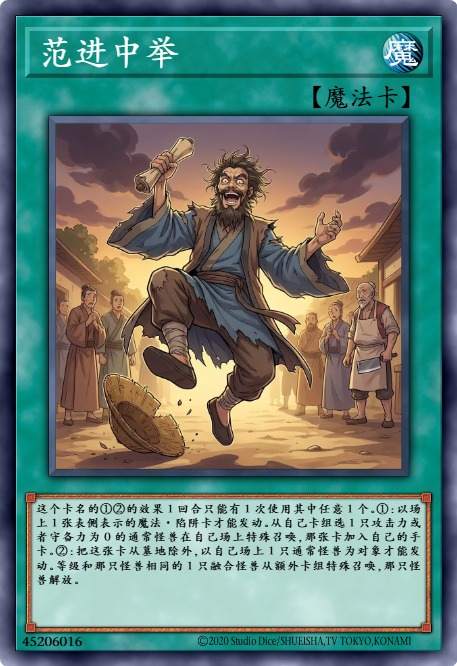 范进中举
魔
【魔法卡】
这个卡名的①②的效果1回合只能有1次使用其中任意1个。①:以场
上1张表侧表示的魔法·陷阱卡才能发动。从自己卡组选1只攻击力或
者守备力为0的通常怪兽在自己场上特殊召唤,那张卡加入自己的手
卡。②:把这张卡从墓地除外,以自己场上1只通常怪兽为对象才能发
动。等级和那只怪兽相同的1只融合怪兽从额外卡组特殊召唤,那只怪
兽解放。
45206016
©2020 Studio Dice/SHUEISHA,TV TOKYO,KONAMI